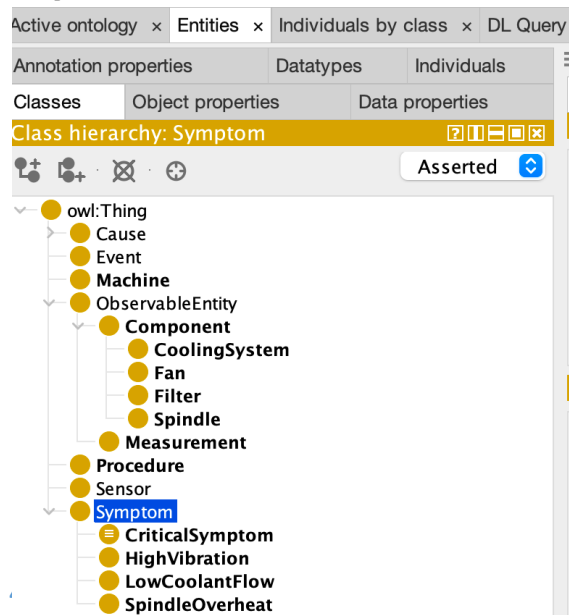 Active ontology × Entities × Individuals by class × DL Query
Annotation properties Datatypes Individuals
Classes Object properties Data properties
Class hierarchy: Symptom
Asserted
owl:Thing
Cause
Event
Machine
ObservableEntity
Component
CoolingSystem
Fan
Filter
Spindle
Measurement
Procedure
Sensor
Symptom
CriticalSymptom
HighVibration
LowCoolantFlow
SpindleOverheat